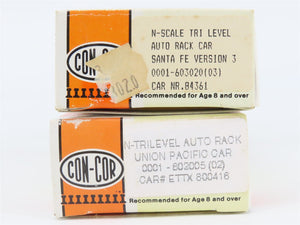 CON-COR
N-SCALE TRI LEVEL
AUTO RACK CAR
SANTA FE VERSION 3
0001-603020(03)
CAR NR.84361
Recommended for Age 8 and over
3020
CON-COR
N-TRILEVEL AUTO RACK
UNION PACIFIC CAR
0001 - 602005 (02)
CAR# ETTX 800416
Recommended for Age 8 and over